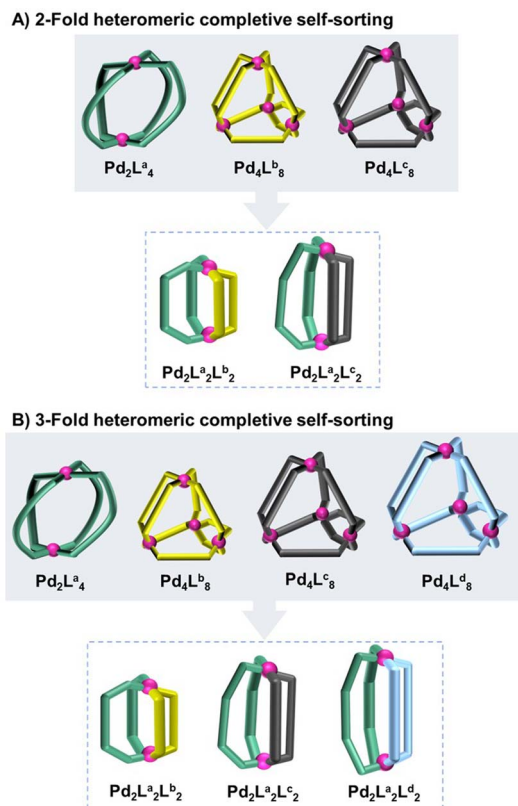 A) 2-Fold heteromeric completive self-sorting
Pd₂Lᵃ₄ Pd₄Lᵇ₈ Pd₄Lᶜ₈
Pd₂Lᵃ₂Lᵇ₂ Pd₂Lᵃ₂Lᶜ₂
B) 3-Fold heteromeric completive self-sorting
Pd₂Lᵃ₄ Pd₄Lᵇ₈ Pd₄Lᶜ₈ Pd₄Lᵈ₈
Pd₂Lᵃ₂Lᵇ₂ Pd₂Lᵃ₂Lᶜ₂ Pd₂Lᵃ₂Lᵈ₂